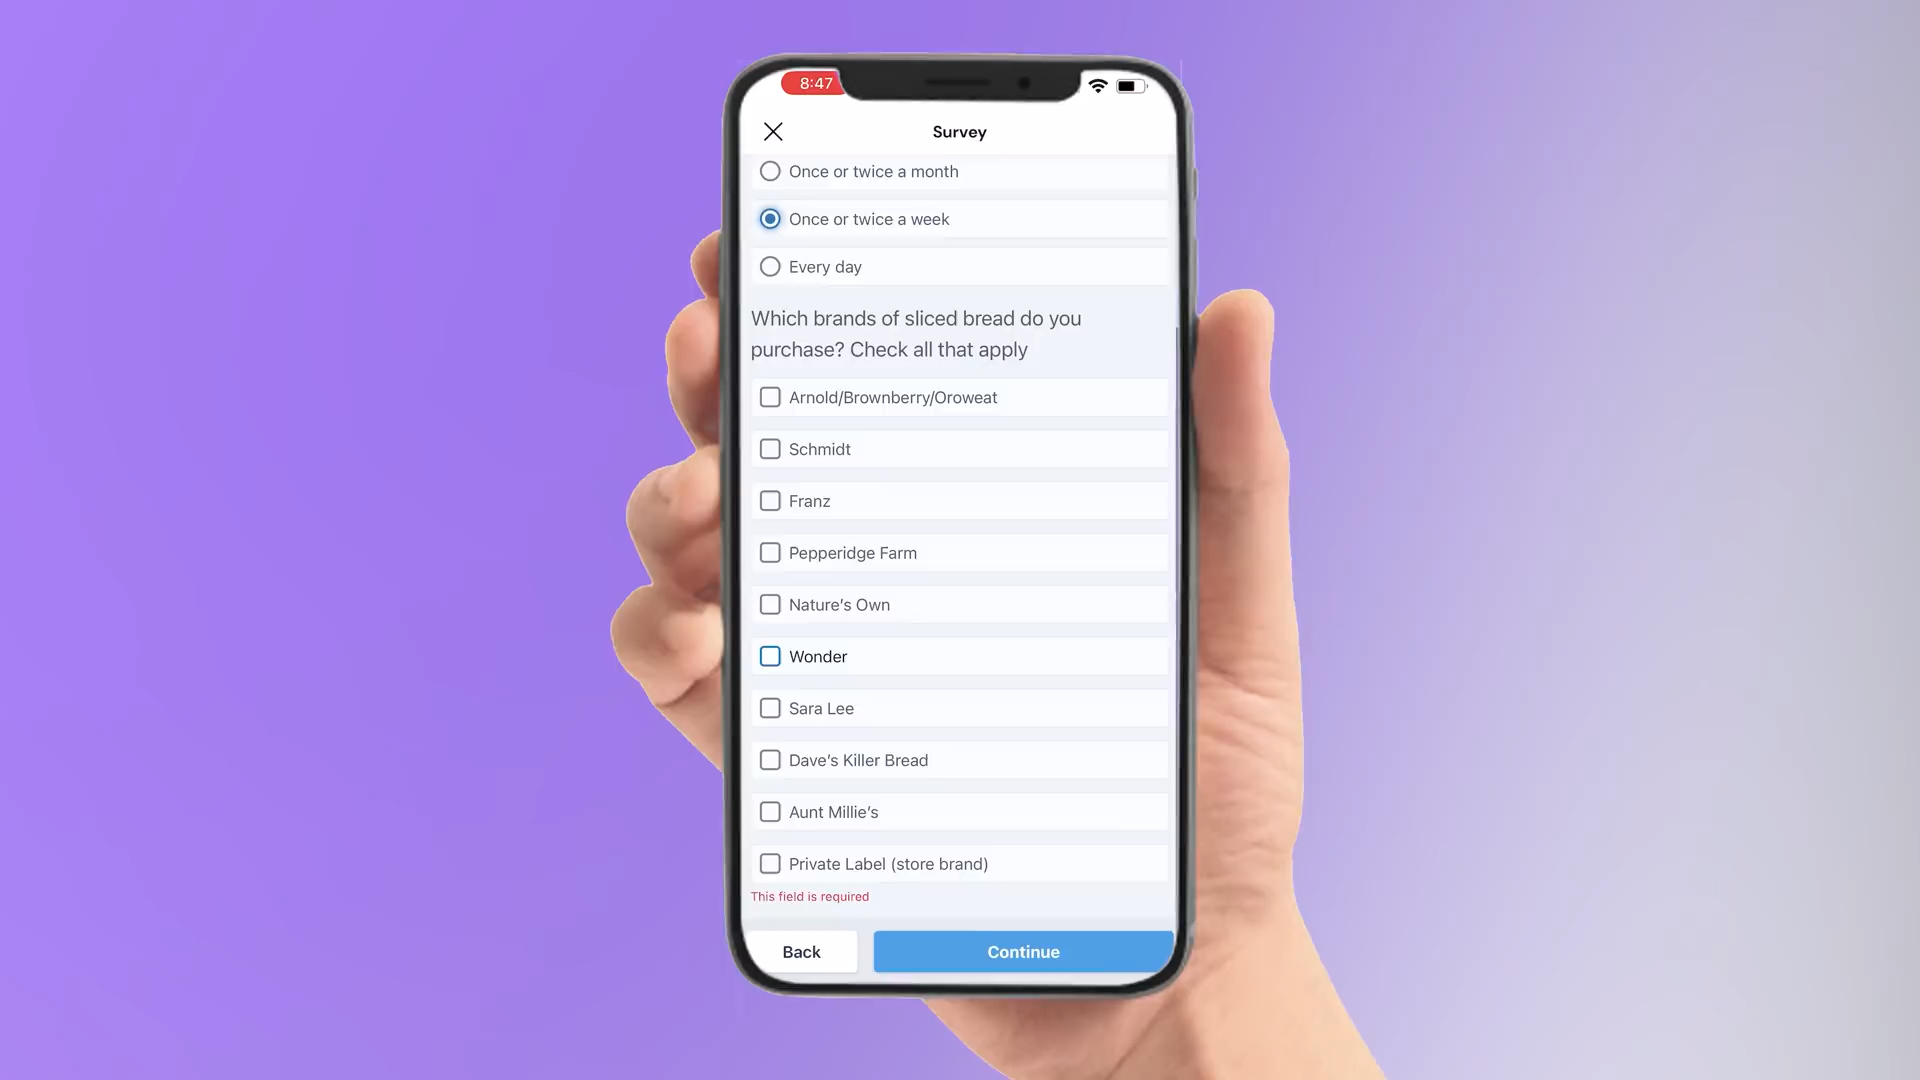 8:47
Survey
Once or twice a month
Once or twice a week
Every day
Which brands of sliced bread do you
purchase? Check all that apply
Arnold/Brownberry/Oroweat
Schmidt
Franz
Pepperidge Farm
Nature's Own
Wonder
Sara Lee
Dave's Killer Bread
Aunt Millie's
Private Label (store brand)
This field is required
Back
Continue